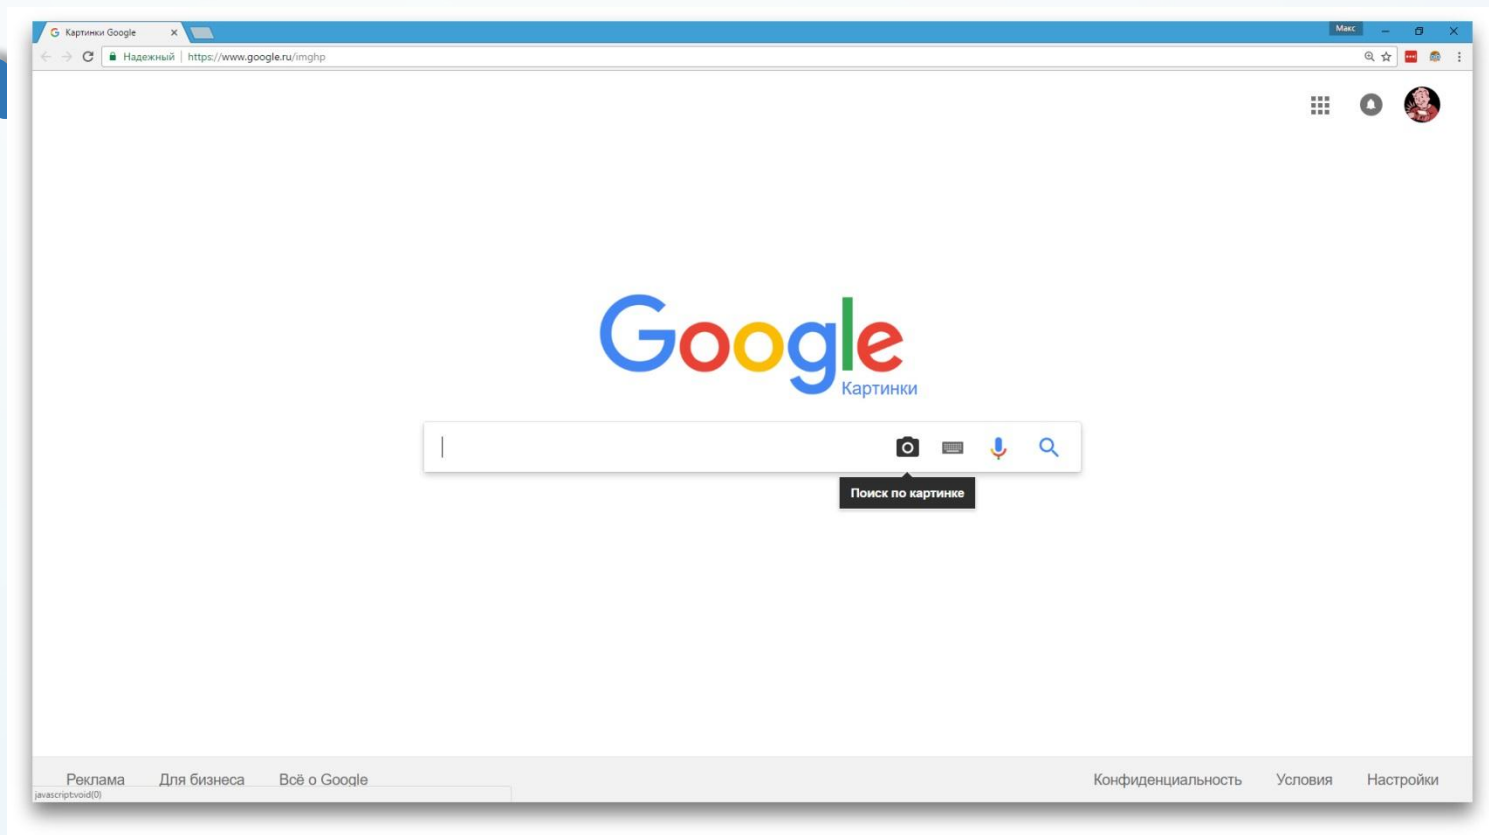 Картинки Google
Макс
Надежный | https://www.google.ru/imghp
Google
Картинки
Поиск по картинке
Реклама Для бизнеса Всё о Google Конфиденциальность Условия Настройки
javascript:void(0)